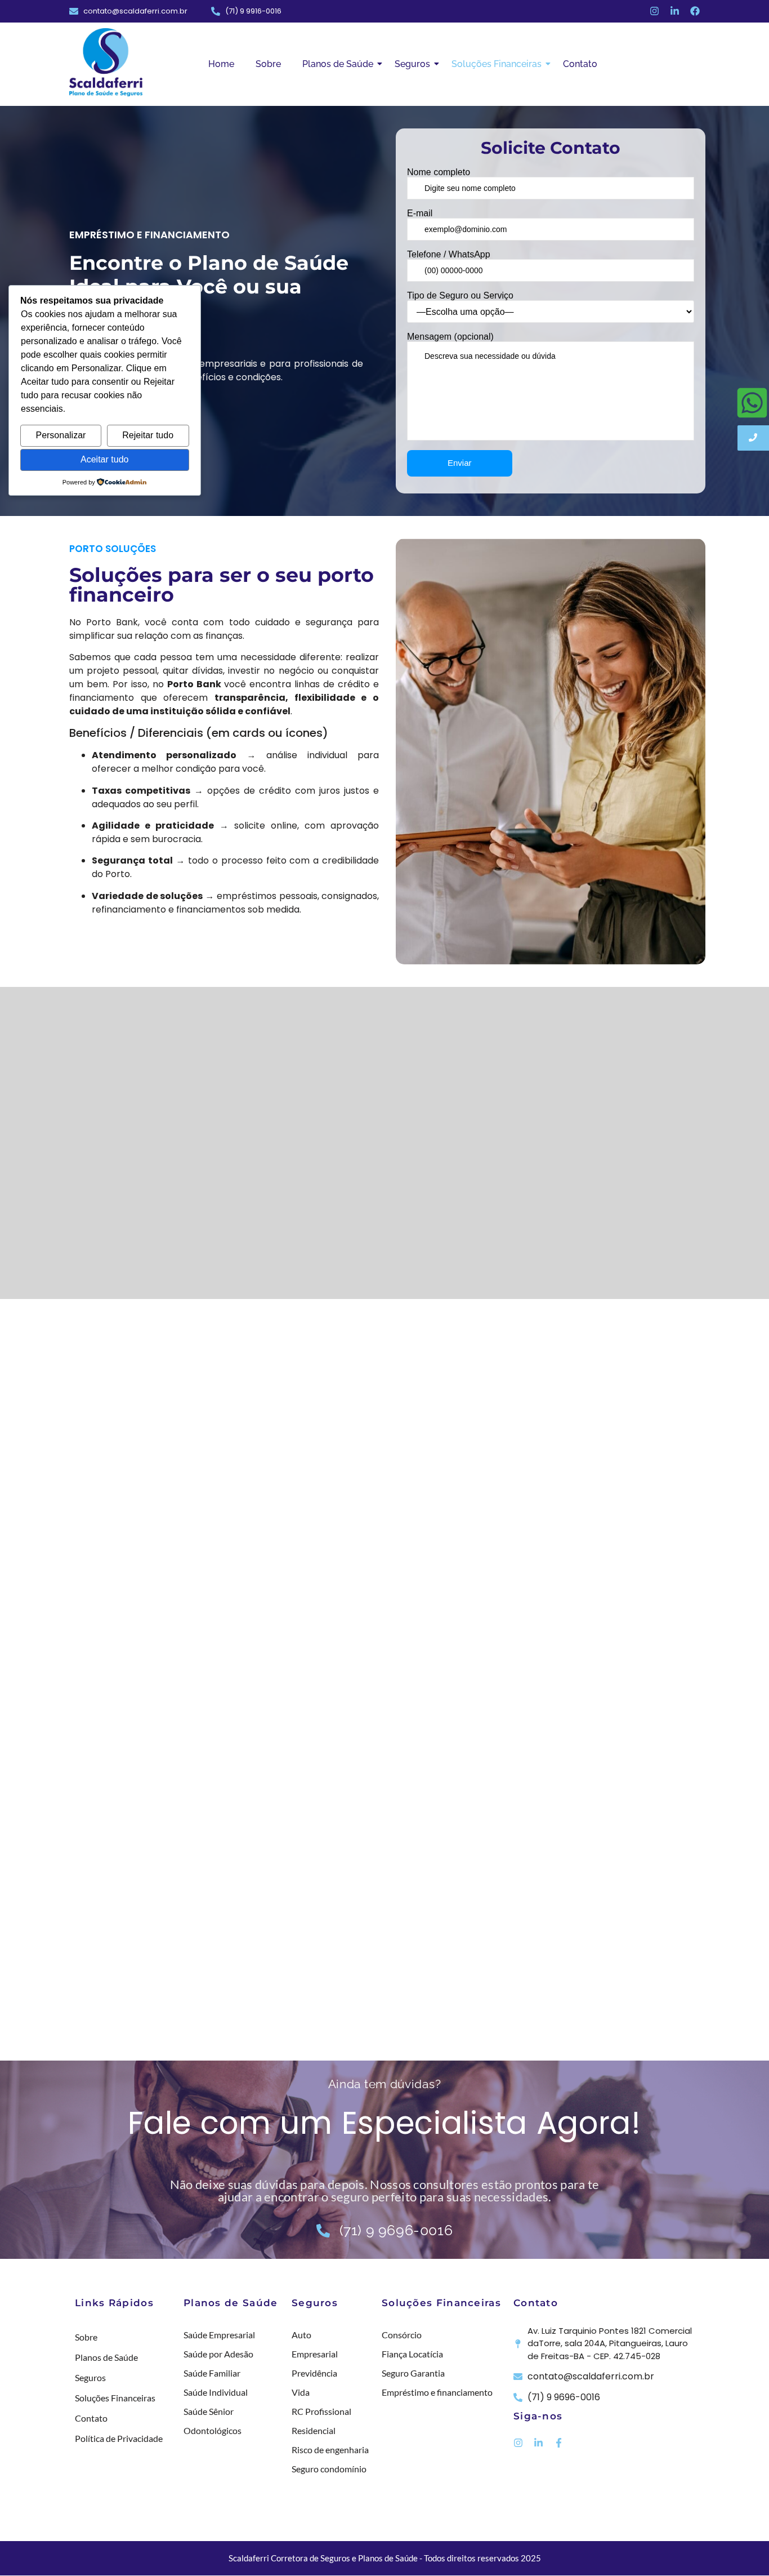 contato@scaldaferri.com.br
(71) 9 9916-0016
Scaldaferri
Plano de Saúde e Seguros
Home
Sobre
Planos de Saúde
Seguros
Soluções Financeiras
Contato
EMPRÉSTIMO E FINANCIAMENTO
Encontre o Plano de Saúde
Ideal para Você ou sua
empresariais e para profissionais de
efícios e condições.
Solicite Contato
Nome completo
Digite seu nome completo
E-mail
exemplo@dominio.com
Telefone / WhatsApp
(00) 00000-0000
Tipo de Seguro ou Serviço
—Escolha uma opção—
Mensagem (opcional)
Descreva sua necessidade ou dúvida
Enviar
Nós respeitamos sua privacidade
Os cookies nos ajudam a melhorar sua
experiência, fornecer conteúdo
personalizado e analisar o tráfego. Você
pode escolher quais cookies permitir
clicando em Personalizar. Clique em
Aceitar tudo para consentir ou Rejeitar
tudo para recusar cookies não
essenciais.
Personalizar
Rejeitar tudo
Aceitar tudo
Powered by CookieAdmin
PORTO SOLUÇÕES
Soluções para ser o seu porto
financeiro
No Porto Bank, você conta com todo cuidado e segurança para
simplificar sua relação com as finanças.
Sabemos que cada pessoa tem uma necessidade diferente: realizar
um projeto pessoal, quitar dívidas, investir no negócio ou conquistar
um bem. Por isso, no Porto Bank você encontra linhas de crédito e
financiamento que oferecem transparência, flexibilidade e o
cuidado de uma instituição sólida e confiável.
Benefícios / Diferenciais (em cards ou ícones)
Atendimento personalizado → análise individual para
oferecer a melhor condição para você.
Taxas competitivas → opções de crédito com juros justos e
adequados ao seu perfil.
Agilidade e praticidade → solicite online, com aprovação
rápida e sem burocracia.
Segurança total → todo o processo feito com a credibilidade
do Porto.
Variedade de soluções → empréstimos pessoais, consignados,
refinanciamento e financiamentos sob medida.
Ainda tem dúvidas?
Fale com um Especialista Agora!
Não deixe suas dúvidas para depois. Nossos consultores estão prontos para te
ajudar a encontrar o seguro perfeito para suas necessidades.
(71) 9 9696-0016
Links Rápidos
Sobre
Planos de Saúde
Seguros
Soluções Financeiras
Contato
Política de Privacidade
Planos de Saúde
Saúde Empresarial
Saúde por Adesão
Saúde Familiar
Saúde Individual
Saúde Sênior
Odontológicos
Seguros
Auto
Empresarial
Previdência
Vida
RC Profissional
Residencial
Risco de engenharia
Seguro condomínio
Soluções Financeiras
Consórcio
Fiança Locatícia
Seguro Garantia
Empréstimo e financiamento
Contato
Av. Luiz Tarquinio Pontes 1821 Comercial
daTorre, sala 204A, Pitangueiras, Lauro
de Freitas-BA - CEP. 42.745-028
contato@scaldaferri.com.br
(71) 9 9696-0016
Siga-nos
Scaldaferri Corretora de Seguros e Planos de Saúde - Todos direitos reservados 2025